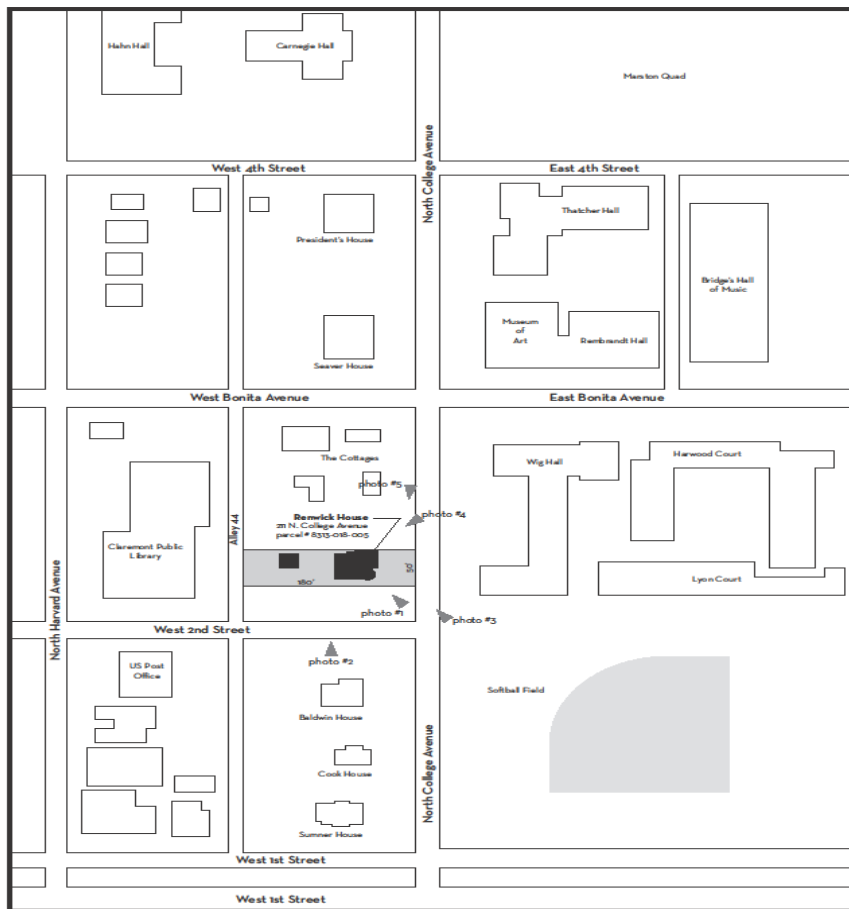 Hahn Hall
Carnegie Hall
Marston Quad
North College Avenue
West 4th Street
East 4th Street
Thatcher Hall
President's House
Bridge's Hall
of Music
Museum
of
Art
Rembrandt Hall
Seaver House
West Bonita Avenue
East Bonita Avenue
The Cottages
Wig Hall
Harwood Court
photo #5
Renwick House
211 N. College Avenue
parcel # 8313-018-005
photo #4
Alley 44
Claremont Public
Library
50'
180'
Lyon Court
photo #1
photo #3
North Harvard Avenue
West 2nd Street
photo #2
US Post
Office
Softball Field
Baldwin House
Cook House
North College Avenue
Sumner House
West 1st Street
West 1st Street